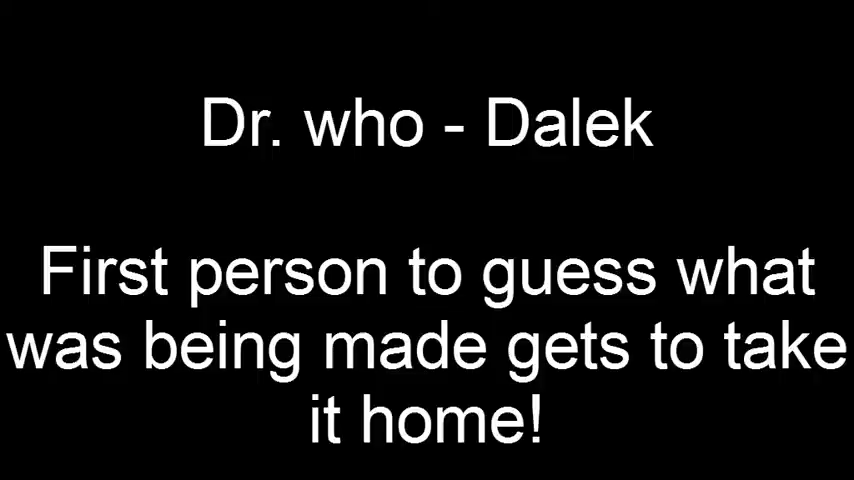 Dr. who - Dalek
First person to guess what
was being made gets to take
it home!